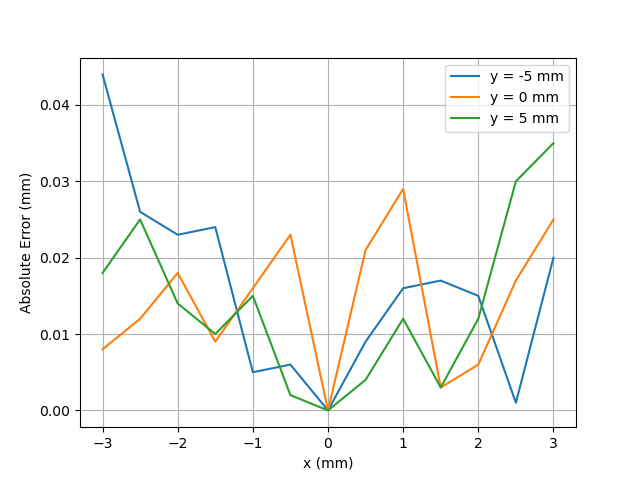 y = -5 mm
y = 0 mm
y = 5 mm
0.04
0.03
0.02
0.01
0.00
Absolute Error (mm)
−3 −2 −1 0 1 2 3
x (mm)